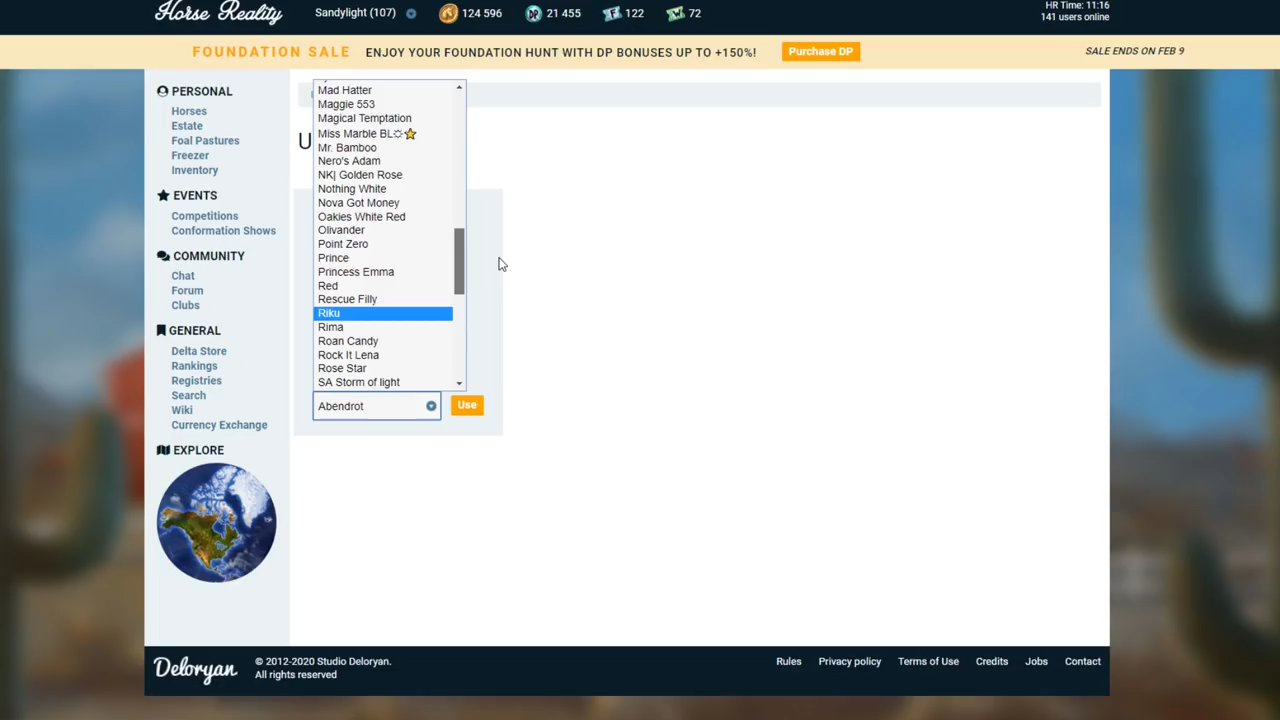 Horse Reality
Sandylight (107)
124 596
21 455
122
72
HR Time: 11:16
141 users online
FOUNDATION SALE
ENJOY YOUR FOUNDATION HUNT WITH DP BONUSES UP TO +150%!
Purchase DP
SALE ENDS ON FEB 9
PERSONAL
Horses
Estate
Foal Pastures
Freezer
Inventory
EVENTS
Competitions
Conformation Shows
COMMUNITY
Chat
Forum
Clubs
GENERAL
Delta Store
Rankings
Registries
Search
Wiki
Currency Exchange
EXPLORE
U
Mad Hatter
Maggie 553
Magical Temptation
Miss Marble BL☼⭐
Mr. Bamboo
Nero's Adam
NK| Golden Rose
Nothing White
Nova Got Money
Oakies White Red
Olivander
Point Zero
Prince
Princess Emma
Red
Rescue Filly
Riku
Rima
Roan Candy
Rock It Lena
Rose Star
SA Storm of light
Abendrot
Use
Deloryan
© 2012-2020 Studio Deloryan.
All rights reserved
Rules
Privacy policy
Terms of Use
Credits
Jobs
Contact